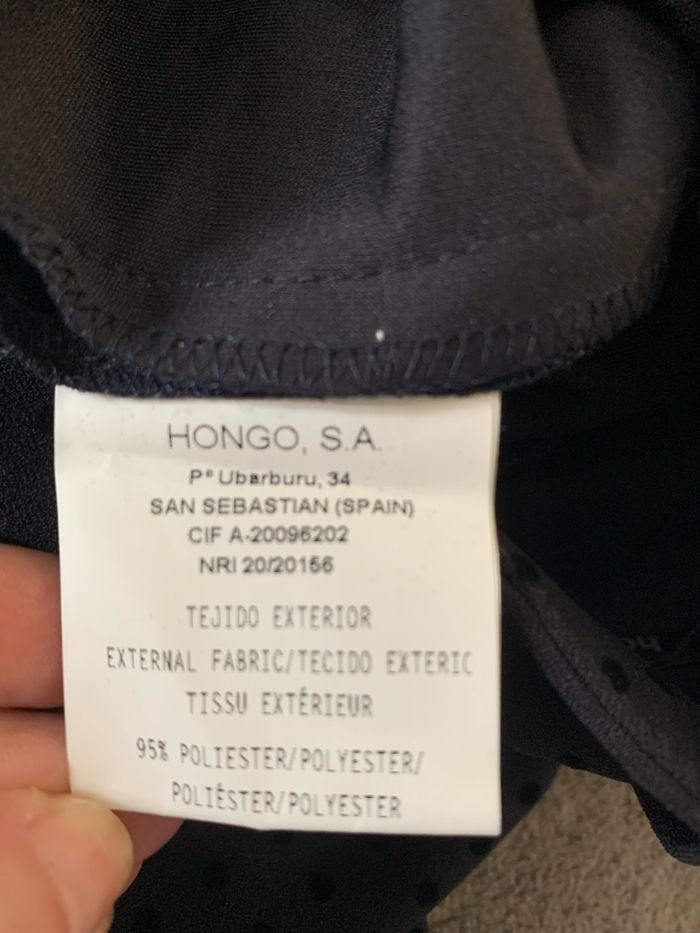 HONGO, S.A.
Pº Ubarburu, 34
SAN SEBASTIAN (SPAIN)
CIF A-20096202
NRI 20/20156
TEJIDO EXTERIOR
EXTERNAL FABRIC/TECIDO EXTERIC
TISSU EXTÉRIEUR
95% POLIESTER/POLYESTER/
POLIÉSTER/POLYESTER